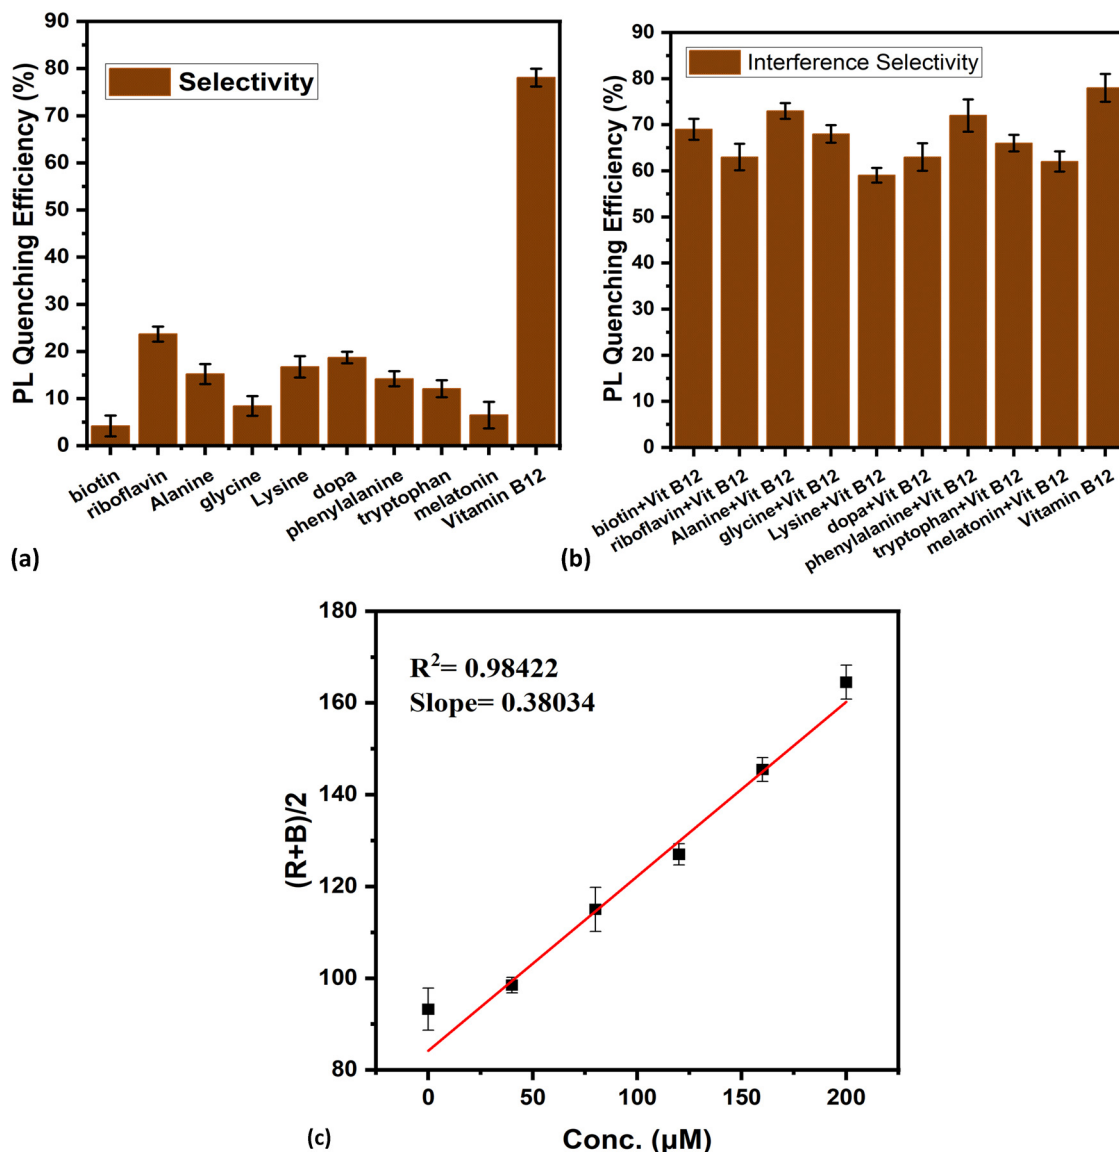 90
80
70
60
50
40
30
20
10
0
PL Quenching Efficiency (%)
Selectivity
biotin
riboflavin
Alanine
glycine
Lysine
dopa
phenylalanine
tryptophan
melatonin
Vitamin B12
(a)
90
80
70
60
50
40
30
20
10
0
PL Quenching Efficiency (%)
Interference Selectivity
biotin+Vit B12
riboflavin+Vit B12
Alanine+Vit B12
glycine+Vit B12
Lysine+Vit B12
dopa+Vit B12
phenylalanine+Vit B12
tryptophan+Vit B12
melatonin+Vit B12
Vitamin B12
(b)
180
160
140
120
100
80
(R+B)/2
R²= 0.98422
Slope= 0.38034
0 50 100 150 200
Conc. (µM)
(c)